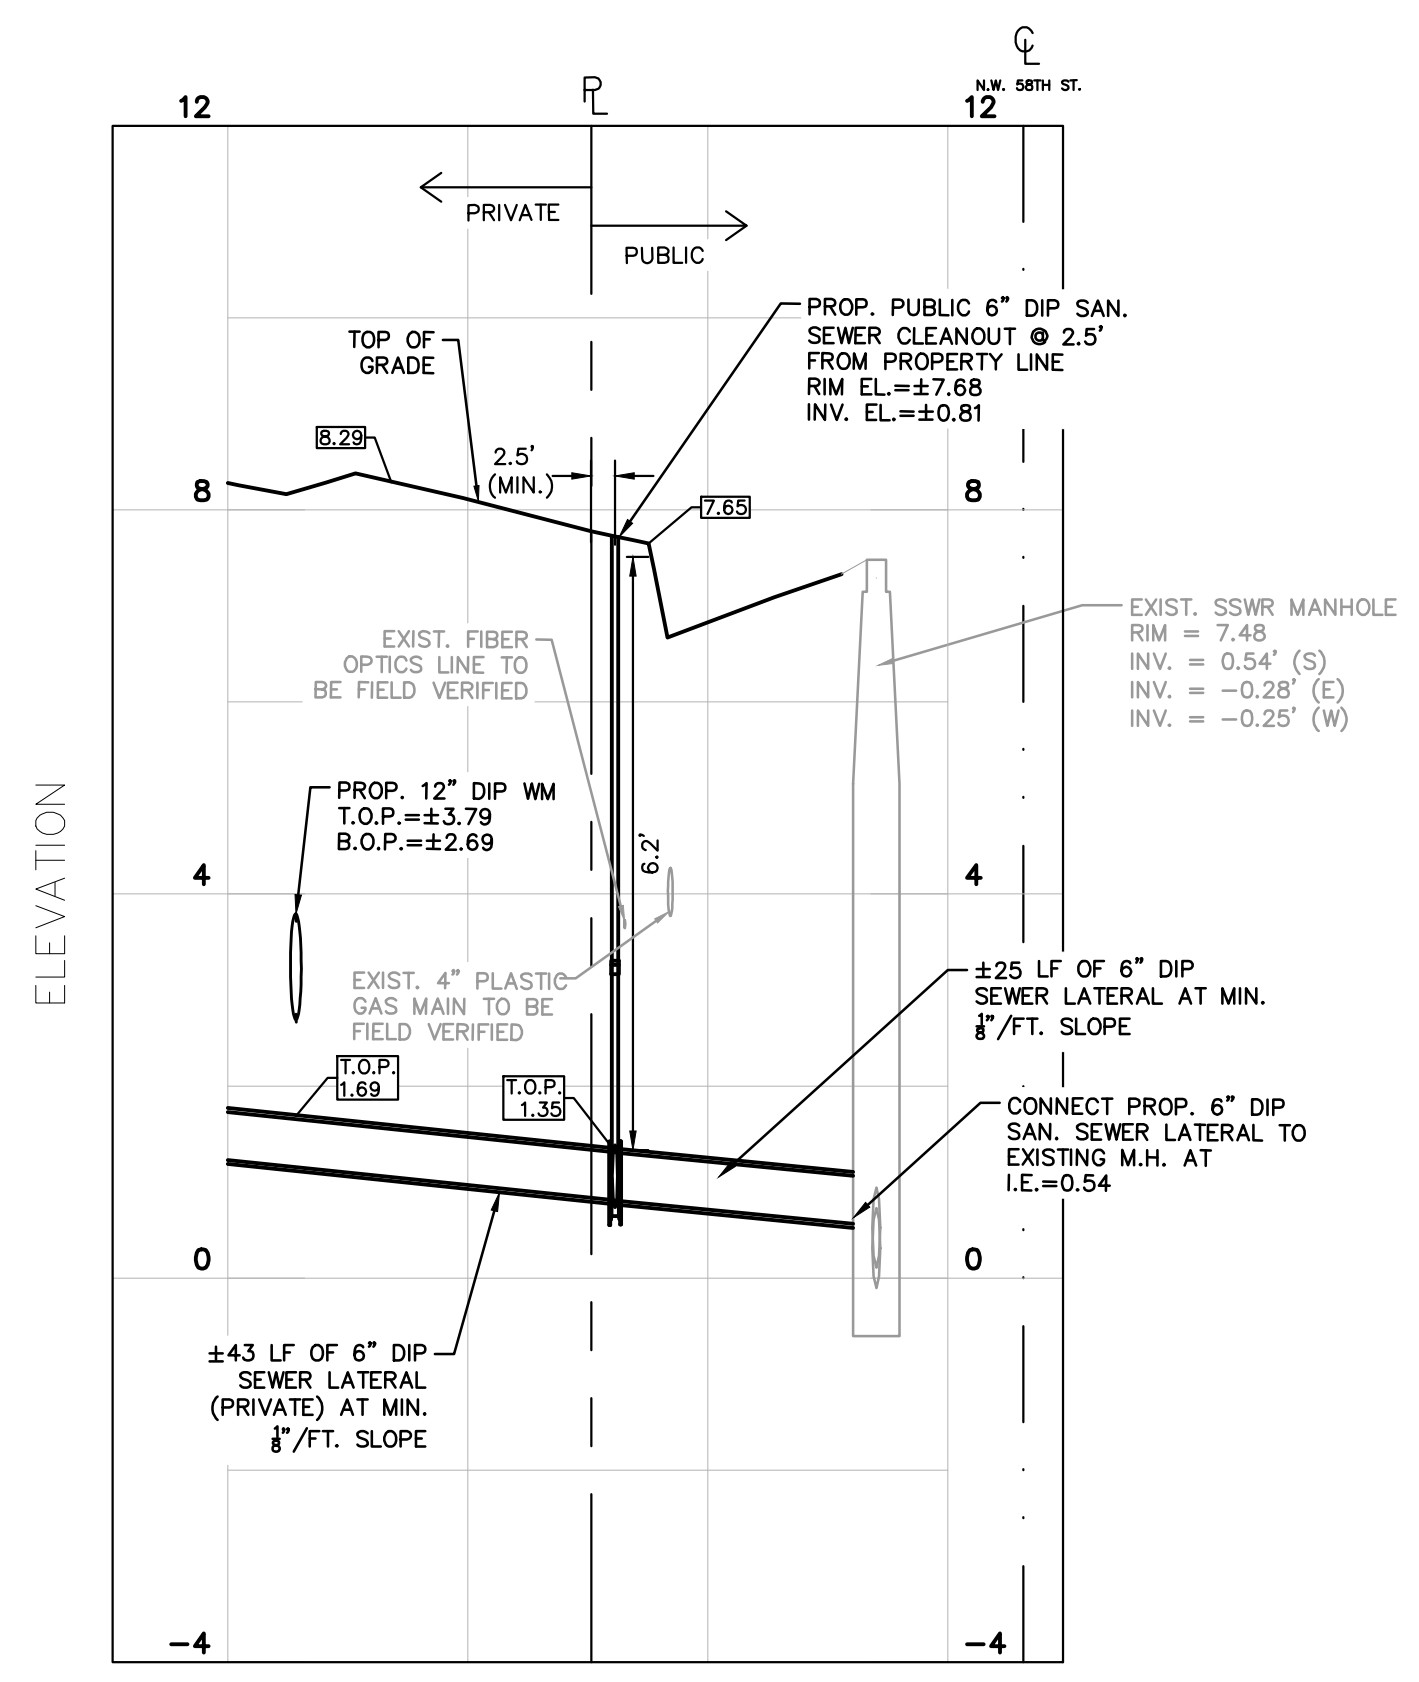 ℄
N.W. 58TH ST.
12
12
℗L
PRIVATE
PUBLIC
PROP. PUBLIC 6” DIP SAN.
SEWER CLEANOUT @ 2.5’
FROM PROPERTY LINE
RIM EL.=±7.68
INV. EL.=±0.81
TOP OF
GRADE
8.29
2.5’
(MIN.)
8
8
7.65
EXIST. SSWR MANHOLE
RIM = 7.48
INV. = 0.54’ (S)
INV. = −0.28’ (E)
INV. = −0.25’ (W)
EXIST. FIBER
OPTICS LINE TO
BE FIELD VERIFIED
ELEVATION
PROP. 12” DIP WM
T.O.P.=±3.79
B.O.P.=±2.69
6.2’
4
4
EXIST. 4” PLASTIC
GAS MAIN TO BE
FIELD VERIFIED
±25 LF OF 6” DIP
SEWER LATERAL AT MIN.
⅛”/FT. SLOPE
T.O.P.
1.69
T.O.P.
1.35
CONNECT PROP. 6” DIP
SAN. SEWER LATERAL TO
EXISTING M.H. AT
I.E.=0.54
0
0
±43 LF OF 6” DIP
SEWER LATERAL
(PRIVATE) AT MIN.
⅛”/FT. SLOPE
−4
−4